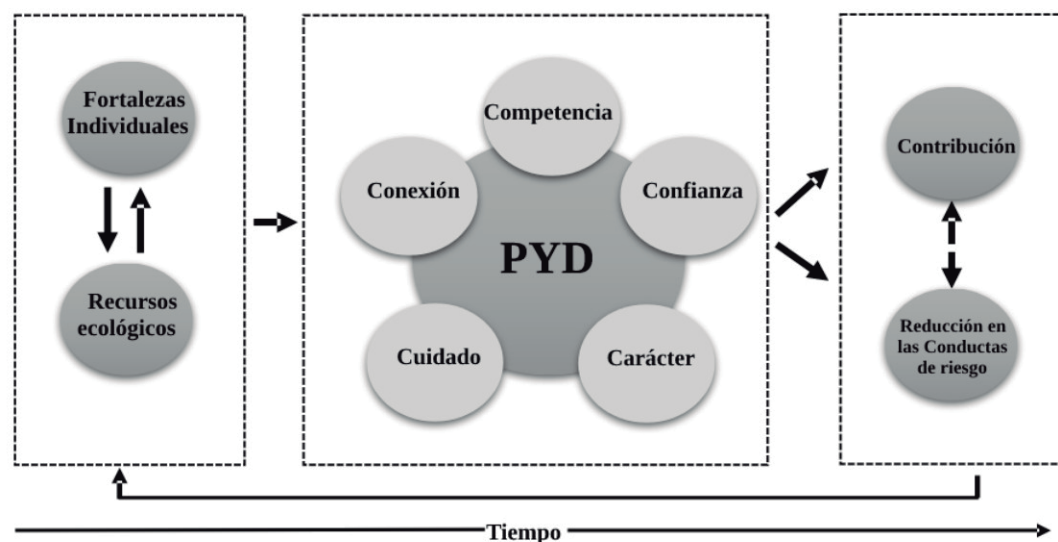 Fortalezas
Individuales
Recursos
ecológicos
Competencia
Conexión
Confianza
PYD
Cuidado
Carácter
Contribución
Reducción en
las Conductas
de riesgo
Tiempo